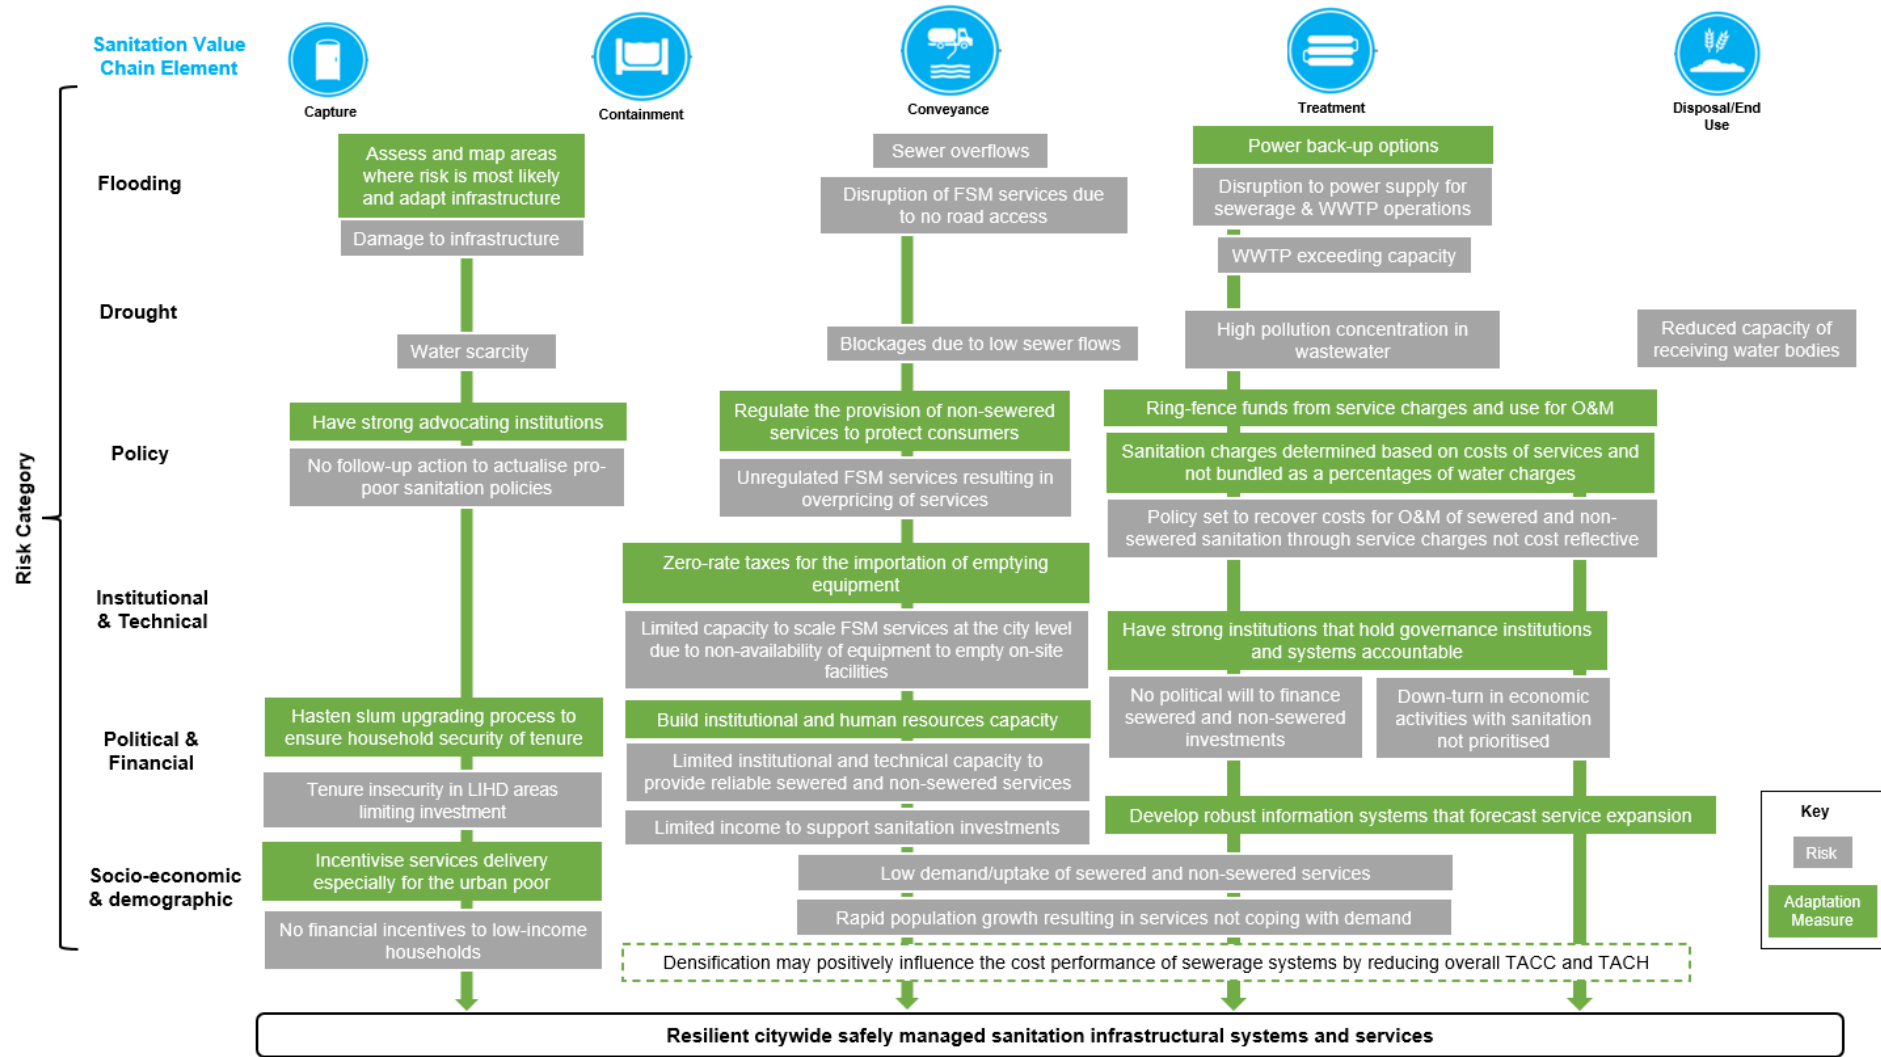 Sanitation Value
Chain Element
Capture
Containment
Conveyance
Treatment
Disposal/End
Use
Risk Category
Flooding
Assess and map areas
where risk is most likely
and adapt infrastructure
Damage to infrastructure
Sewer overflows
Disruption of FSM services due
to no road access
Power back-up options
Disruption to power supply for
sewerage & WWTP operations
WWTP exceeding capacity
Drought
Water scarcity
Blockages due to low sewer flows
High pollution concentration in
wastewater
Reduced capacity of
receiving water bodies
Policy
Have strong advocating institutions
No follow-up action to actualise pro-
poor sanitation policies
Regulate the provision of non-sewered
services to protect consumers
Unregulated FSM services resulting in
overpricing of services
Ring-fence funds from service charges and use for O&M
Sanitation charges determined based on costs of services and
not bundled as a percentages of water charges
Policy set to recover costs for O&M of sewered and non-
sewered sanitation through service charges not cost reflective
Institutional
& Technical
Zero-rate taxes for the importation of emptying
equipment
Limited capacity to scale FSM services at the city level
due to non-availability of equipment to empty on-site
facilities
Have strong institutions that hold governance institutions
and systems accountable
Political &
Financial
Hasten slum upgrading process to
ensure household security of tenure
Tenure insecurity in LIHD areas
limiting investment
Build institutional and human resources capacity
Limited institutional and technical capacity to
provide reliable sewered and non-sewered services
Limited income to support sanitation investments
No political will to finance
sewered and non-sewered
investments
Down-turn in economic
activities with sanitation
not prioritised
Develop robust information systems that forecast service expansion
Socio-economic
& demographic
Incentivise services delivery
especially for the urban poor
No financial incentives to low-income
households
Low demand/uptake of sewered and non-sewered services
Rapid population growth resulting in services not coping with demand
Densification may positively influence the cost performance of sewerage systems by reducing overall TACC and TACH
Key
Risk
Adaptation
Measure
Resilient citywide safely managed sanitation infrastructural systems and services